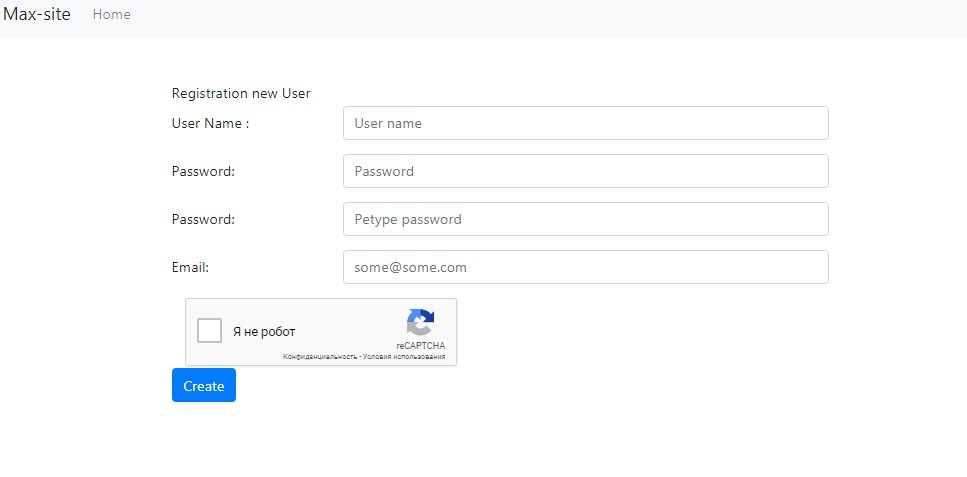 Max-site Home
Registration new User
User Name : User name
Password: Password
Password: Petype password
Email: some@some.com
Я не робот
reCAPTCHA
Конфиденциальность - Условия использования
Create